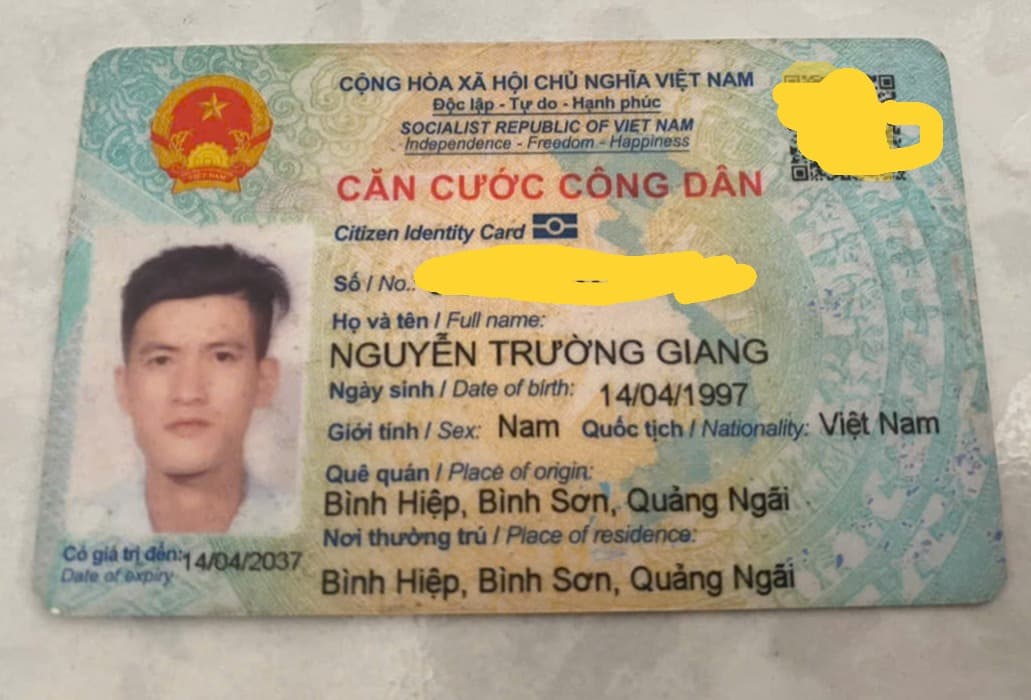 CỘNG HÒA XÃ HỘI CHỦ NGHĨA VIỆT NAM
Độc lập - Tự do - Hạnh phúc
SOCIALIST REPUBLIC OF VIET NAM
Independence - Freedom - Happiness
CĂN CƯỚC CÔNG DÂN
Citizen Identity Card
Số / No.:
Họ và tên / Full name:
NGUYỄN TRƯỜNG GIANG
Ngày sinh / Date of birth: 14/04/1997
Giới tính / Sex: Nam Quốc tịch / Nationality: Việt Nam
Quê quán / Place of origin:
Bình Hiệp, Bình Sơn, Quảng Ngãi
Nơi thường trú / Place of residence:
Bình Hiệp, Bình Sơn, Quảng Ngãi
Có giá trị đến: 14/04/2037
Date of expiry
VIỆT NAM